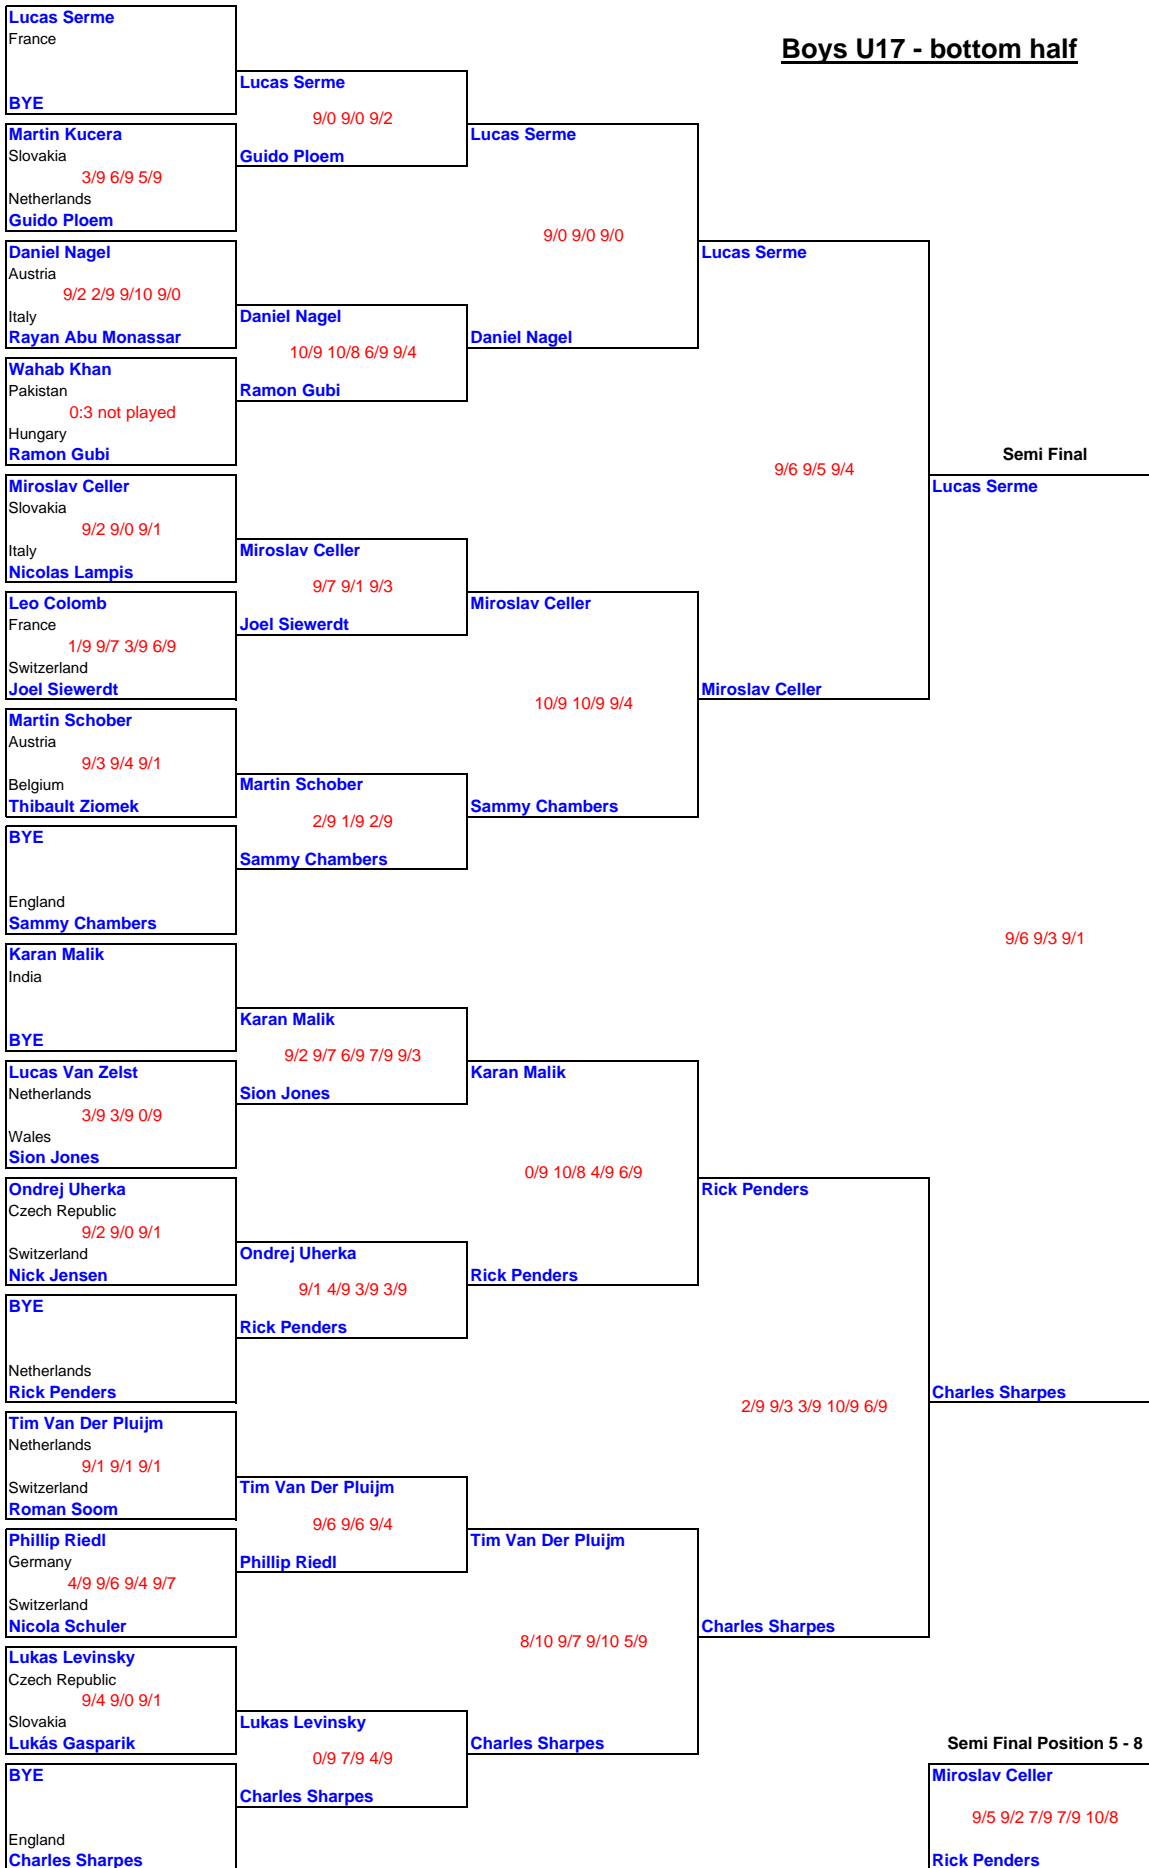 Boys U17 - bottom half
Lucas Serme
France
BYE
Martin Kucera
Slovakia
3/9 6/9 5/9
Netherlands
Guido Ploem
Daniel Nagel
Austria
9/2 2/9 9/10 9/0
Italy
Rayan Abu Monassar
Wahab Khan
Pakistan
0:3 not played
Hungary
Ramon Gubi
Miroslav Celler
Slovakia
9/2 9/0 9/1
Italy
Nicolas Lampis
Leo Colomb
France
1/9 9/7 3/9 6/9
Switzerland
Joel Siewerdt
Martin Schober
Austria
9/3 9/4 9/1
Belgium
Thibault Ziomek
BYE
England
Sammy Chambers
Karan Malik
India
BYE
Lucas Van Zelst
Netherlands
3/9 3/9 0/9
Wales
Sion Jones
Ondrej Uherka
Czech Republic
9/2 9/0 9/1
Switzerland
Nick Jensen
BYE
Netherlands
Rick Penders
Tim Van Der Pluijm
Netherlands
9/1 9/1 9/1
Switzerland
Roman Soom
Phillip Riedl
Germany
4/9 9/6 9/4 9/7
Switzerland
Nicola Schuler
Lukas Levinsky
Czech Republic
9/4 9/0 9/1
Slovakia
Lukás Gasparik
BYE
England
Charles Sharpes
Lucas Serme
9/0 9/0 9/2
Guido Ploem
Daniel Nagel
10/9 10/8 6/9 9/4
Ramon Gubi
Miroslav Celler
9/7 9/1 9/3
Joel Siewerdt
Martin Schober
2/9 1/9 2/9
Sammy Chambers
Karan Malik
9/2 9/7 6/9 7/9 9/3
Sion Jones
Ondrej Uherka
9/1 4/9 3/9 3/9
Rick Penders
Tim Van Der Pluijm
9/6 9/6 9/4
Phillip Riedl
Lukas Levinsky
0/9 7/9 4/9
Charles Sharpes
Lucas Serme
9/0 9/0 9/0
Daniel Nagel
Miroslav Celler
10/9 10/9 9/4
Sammy Chambers
Karan Malik
0/9 10/8 4/9 6/9
Rick Penders
Tim Van Der Pluijm
8/10 9/7 9/10 5/9
Charles Sharpes
Lucas Serme
9/6 9/5 9/4
Miroslav Celler
Rick Penders
2/9 9/3 3/9 10/9 6/9
Charles Sharpes
Semi Final
Lucas Serme
9/6 9/3 9/1
Charles Sharpes
Semi Final Position 5 - 8
Miroslav Celler
9/5 9/2 7/9 7/9 10/8
Rick Penders